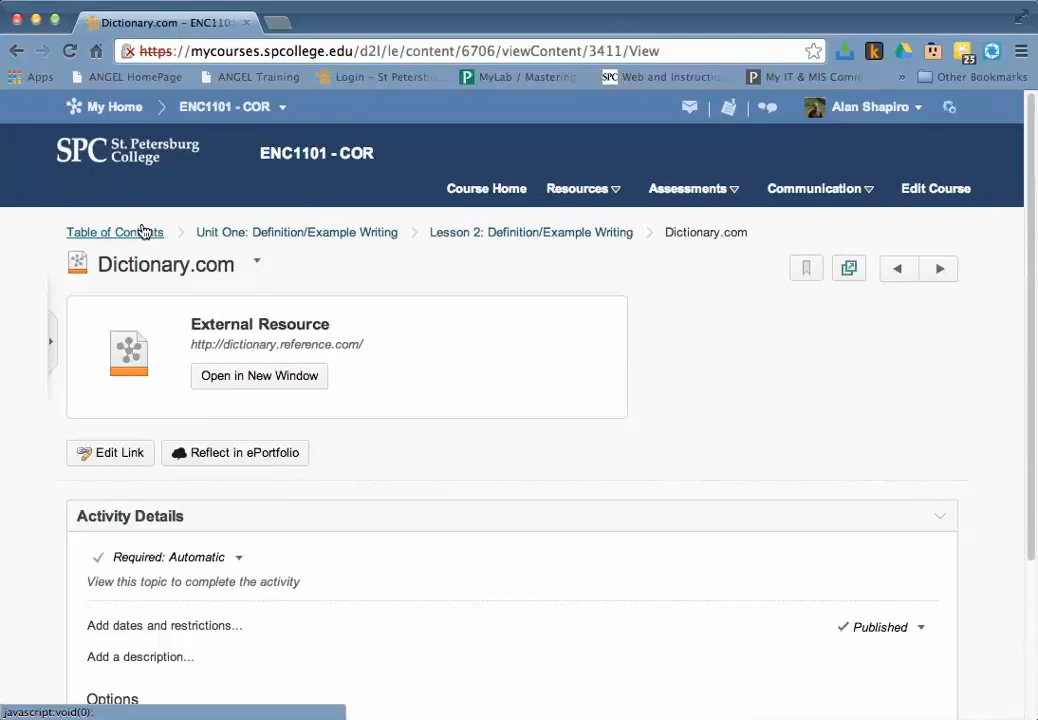 Dictionary.com – ENC110
https://mycourses.spcollege.edu/d2l/le/content/6706/viewContent/3411/View
25
Apps ANGEL HomePage ANGEL Training Login – St Petersbu P MyLab / Mastering SPC Web and Instructio P My IT & MIS Comm » Other Bookmarks
My Home ENC1101 - COR Alan Shapiro
SPC St. Petersburg College
ENC1101 - COR
Course Home Resources Assessments Communication Edit Course
Table of Contents Unit One: Definition/Example Writing Lesson 2: Definition/Example Writing Dictionary.com
Dictionary.com
External Resource
http://dictionary.reference.com/
Open in New Window
Edit Link Reflect in ePortfolio
Activity Details
Required: Automatic
View this topic to complete the activity
Add dates and restrictions...
Published
Add a description...
Options
javascript:void(0);